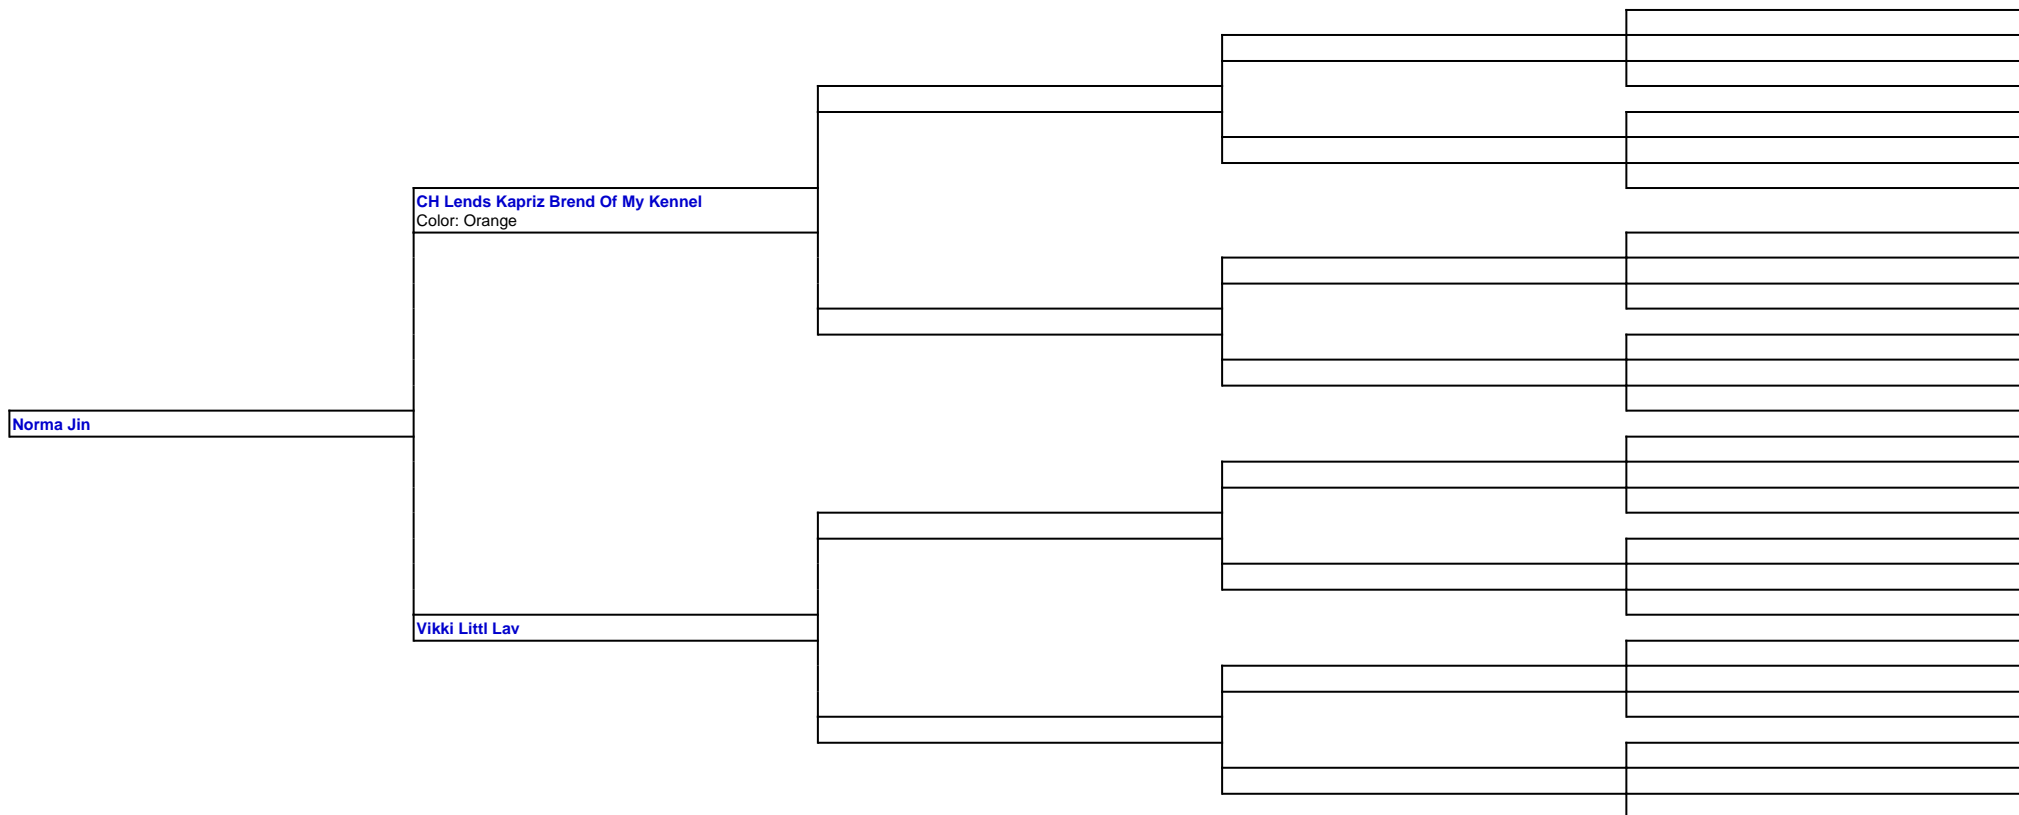 CH Lends Kapriz Brend Of My Kennel
Color: Orange
Norma Jin
Vikki Littl Lav